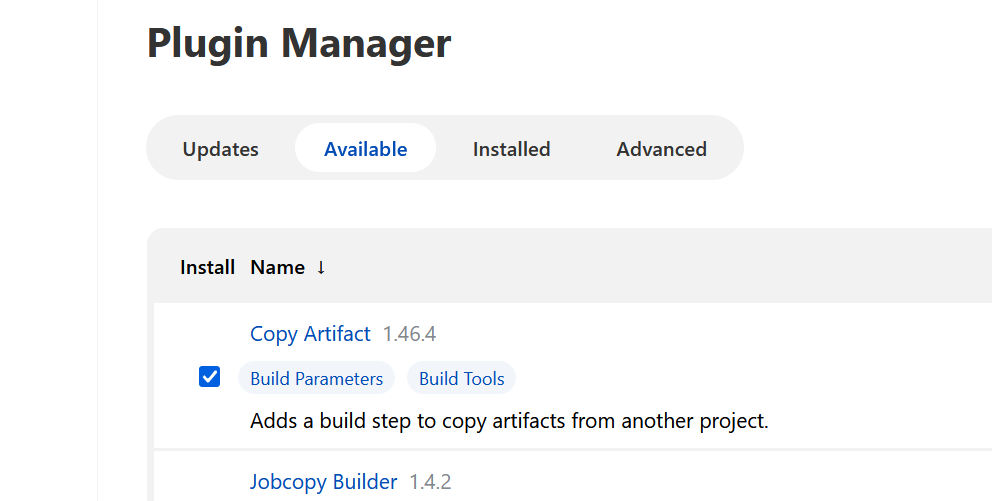 Plugin Manager
Updates Available Installed Advanced
Install Name ↓
Copy Artifact 1.46.4
Build Parameters Build Tools
Adds a build step to copy artifacts from another project.
Jobcopy Builder 1.4.2